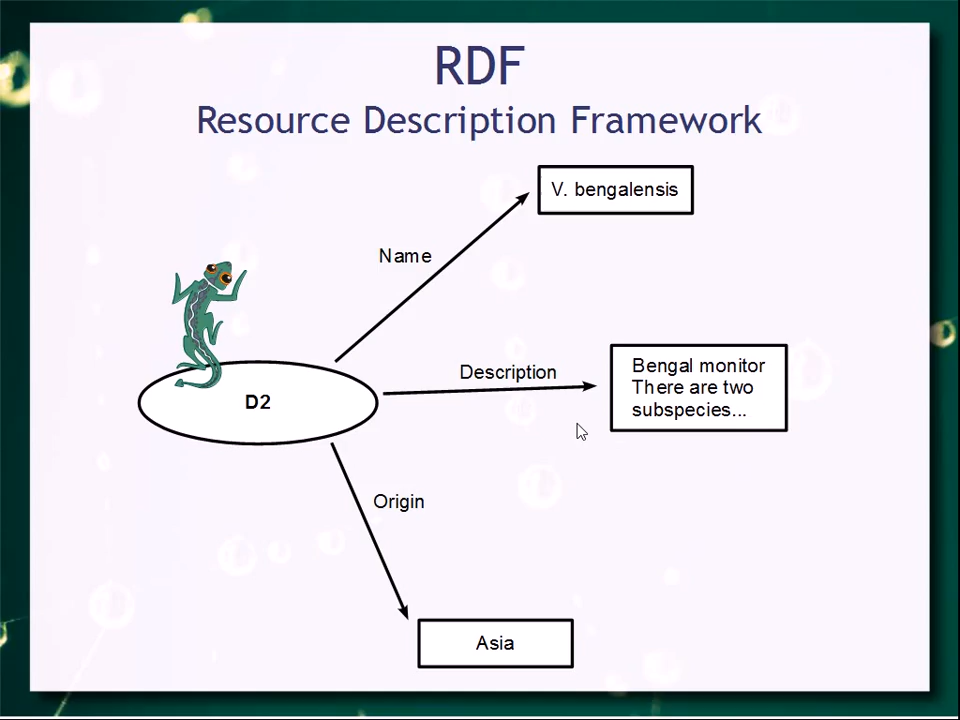 RDF
Resource Description Framework
V. bengalensis
Name
Description
Bengal monitor
There are two
subspecies...
D2
Origin
Asia